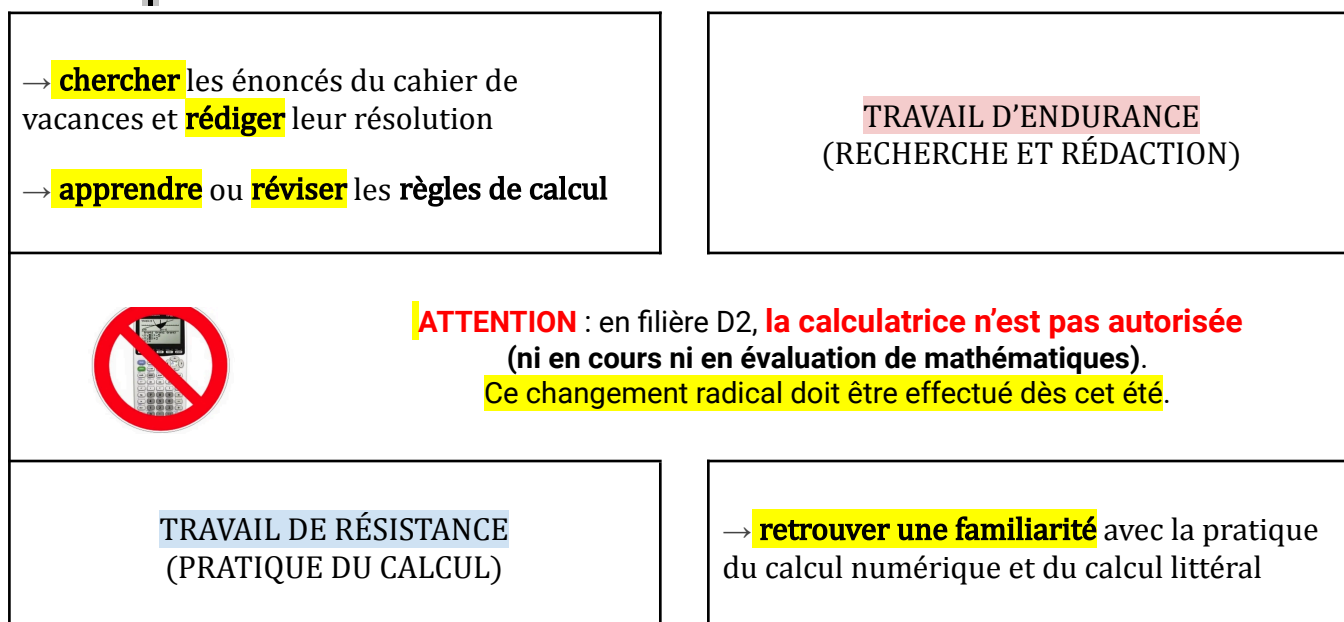 → chercher les énoncés du cahier de
vacances et rédiger leur résolution
→ apprendre ou réviser les règles de calcul
TRAVAIL D’ENDURANCE
(RECHERCHE ET RÉDACTION)
ATTENTION : en filière D2, la calculatrice n’est pas autorisée
(ni en cours ni en évaluation de mathématiques).
Ce changement radical doit être effectué dès cet été.
TRAVAIL DE RÉSISTANCE
(PRATIQUE DU CALCUL)
→ retrouver une familiarité avec la pratique
du calcul numérique et du calcul littéral